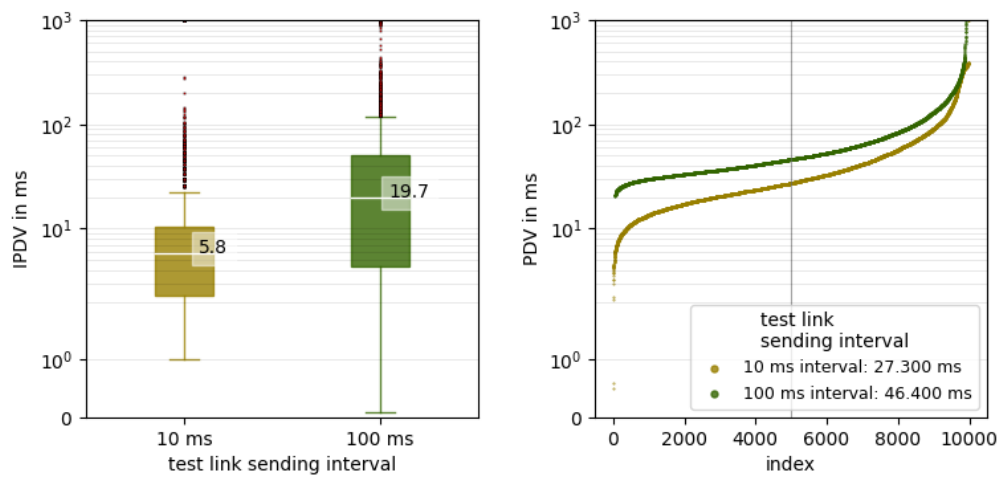 IPDV in ms
10³
10²
10¹
10⁰
0
5.8
19.7
10 ms
100 ms
test link sending interval
PDV in ms
10³
10²
10¹
10⁰
0
test link
sending interval
10 ms interval: 27.300 ms
100 ms interval: 46.400 ms
0
2000
4000
6000
8000
10000
index